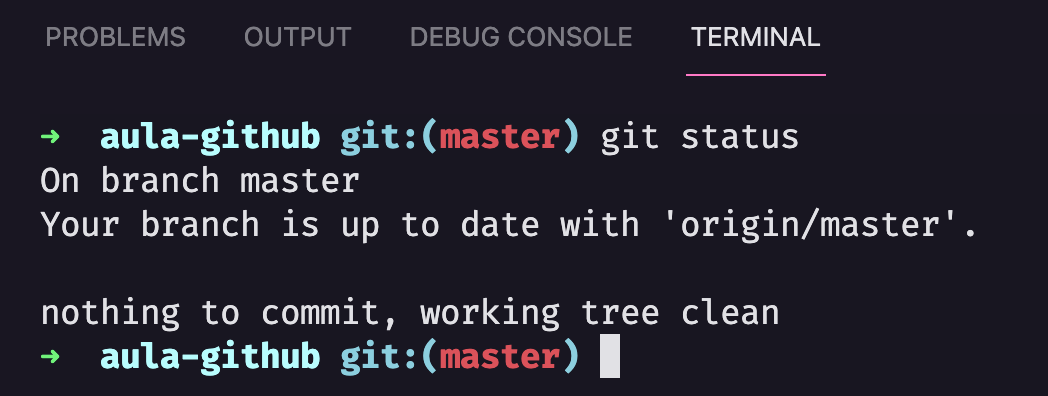 PROBLEMS OUTPUT DEBUG CONSOLE TERMINAL
➜ aula-github git:(master) git status
On branch master
Your branch is up to date with 'origin/master'.
nothing to commit, working tree clean
➜ aula-github git:(master)